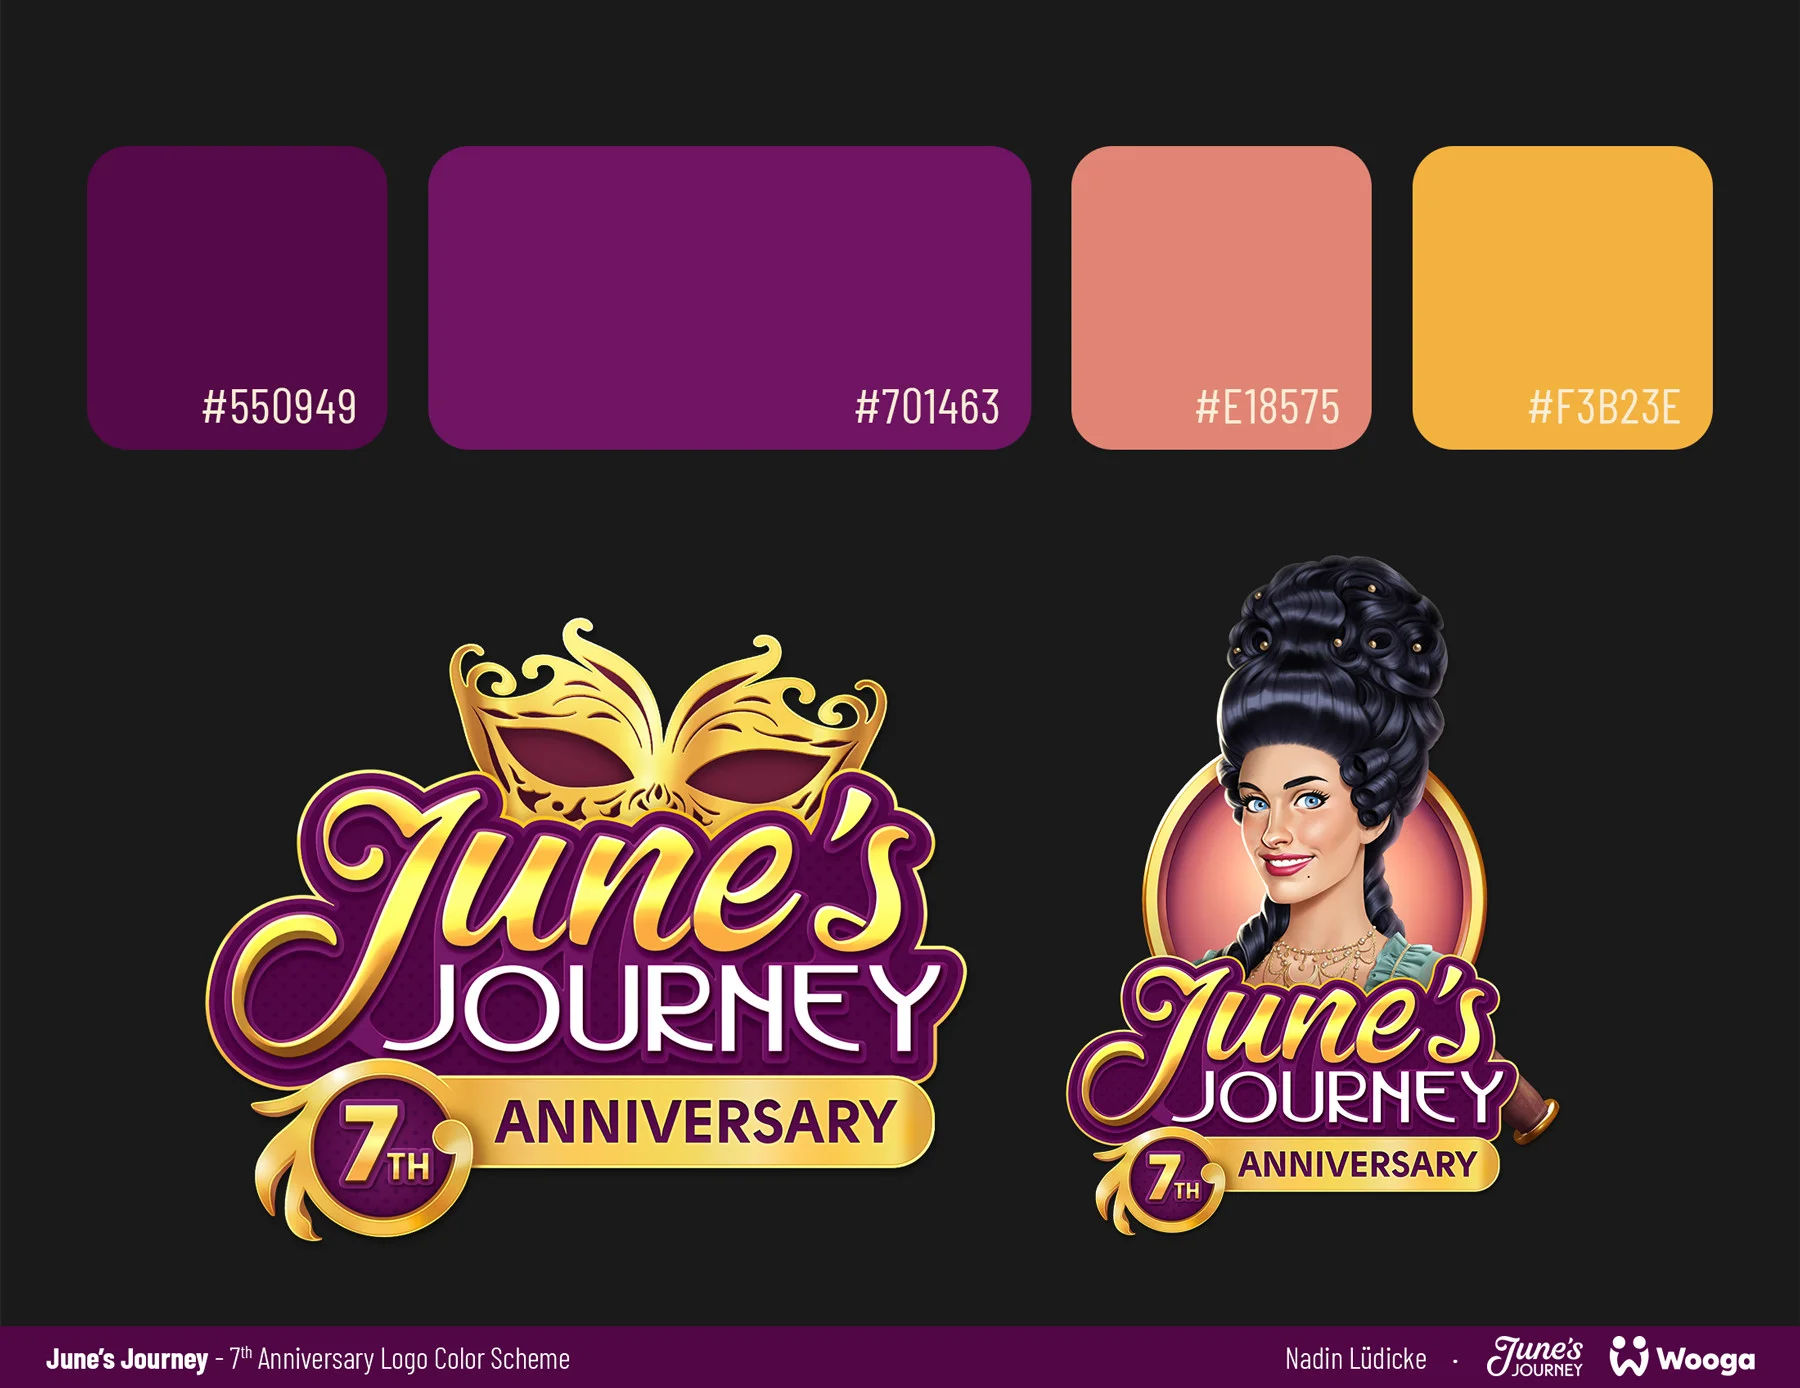 #550949
#701463
#E18575
#F3B23E
June's
JOURNEY
7TH
ANNIVERSARY
June's
JOURNEY
7TH
ANNIVERSARY
June's Journey - 7th Anniversary Logo Color Scheme
Nadin Lüdicke · June's JOURNEY Wooga